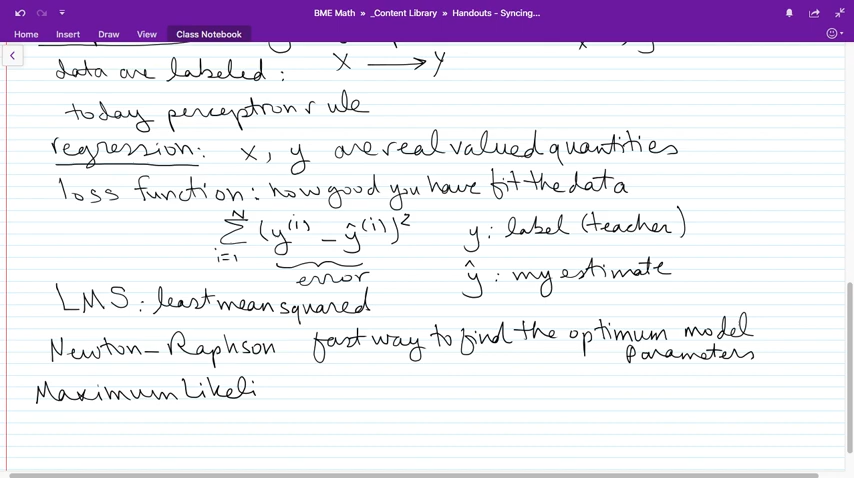 BME Math » _Content Library » Handouts - Syncing...
Home Insert Draw View Class Notebook
data are labeled: X → Y
today perceptron rule
regression: x, y are real valued quantities
loss function: how good you have fit the data
N
∑ (y⁽ⁱ⁾ - ŷ⁽ⁱ⁾)² y: label (teacher)
i=1
error ŷ: my estimate
LMS: least mean squared
Newton-Raphson fast way to find the optimum model
parameters
Maximum Likeli